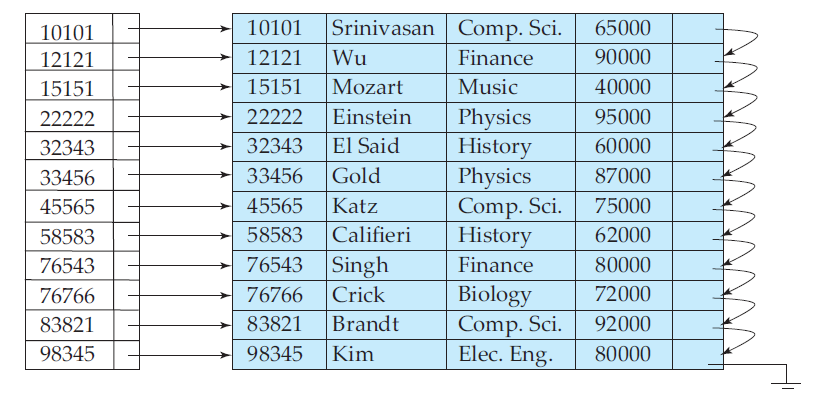 10101 10101 Srinivasan Comp. Sci. 65000
12121 12121 Wu Finance 90000
15151 15151 Mozart Music 40000
22222 22222 Einstein Physics 95000
32343 32343 El Said History 60000
33456 33456 Gold Physics 87000
45565 45565 Katz Comp. Sci. 75000
58583 58583 Califieri History 62000
76543 76543 Singh Finance 80000
76766 76766 Crick Biology 72000
83821 83821 Brandt Comp. Sci. 92000
98345 98345 Kim Elec. Eng. 80000